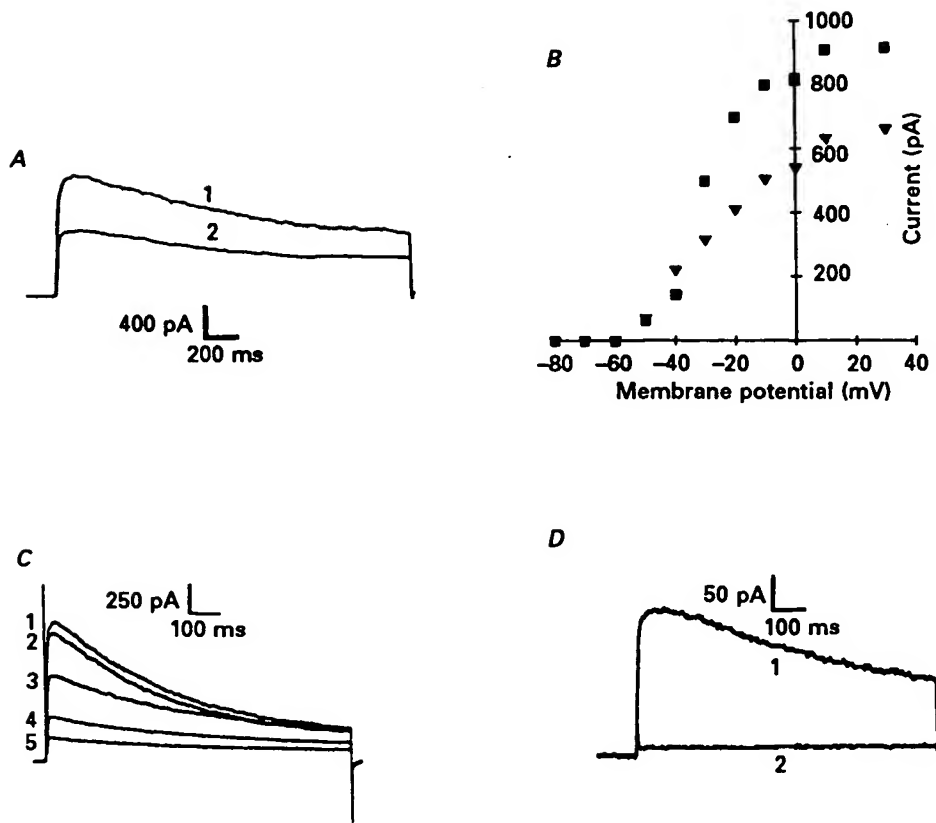 A
1
2
400 pA
200 ms
B
1000
800
600
400
200
Current (pA)
-80 -60 -40 -20 0 20 40
Membrane potential (mV)
C
250 pA
100 ms
1
2
3
4
5
D
50 pA
100 ms
1
2